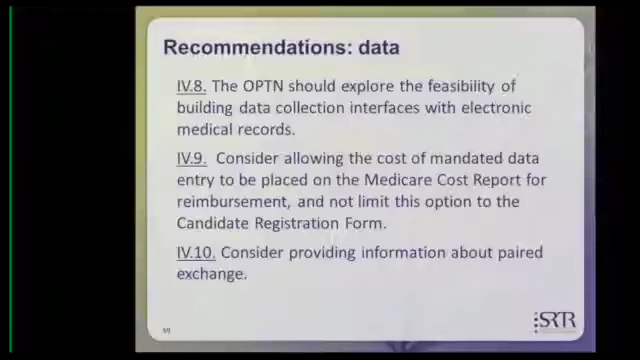 Recommendations: data
IV.8. The OPTN should explore the feasibility of
building data collection interfaces with electronic
medical records.
IV.9. Consider allowing the cost of mandated data
entry to be placed on the Medicare Cost Report for
reimbursement, and not limit this option to the
Candidate Registration Form.
IV.10. Consider providing information about paired
exchange.
SRTR